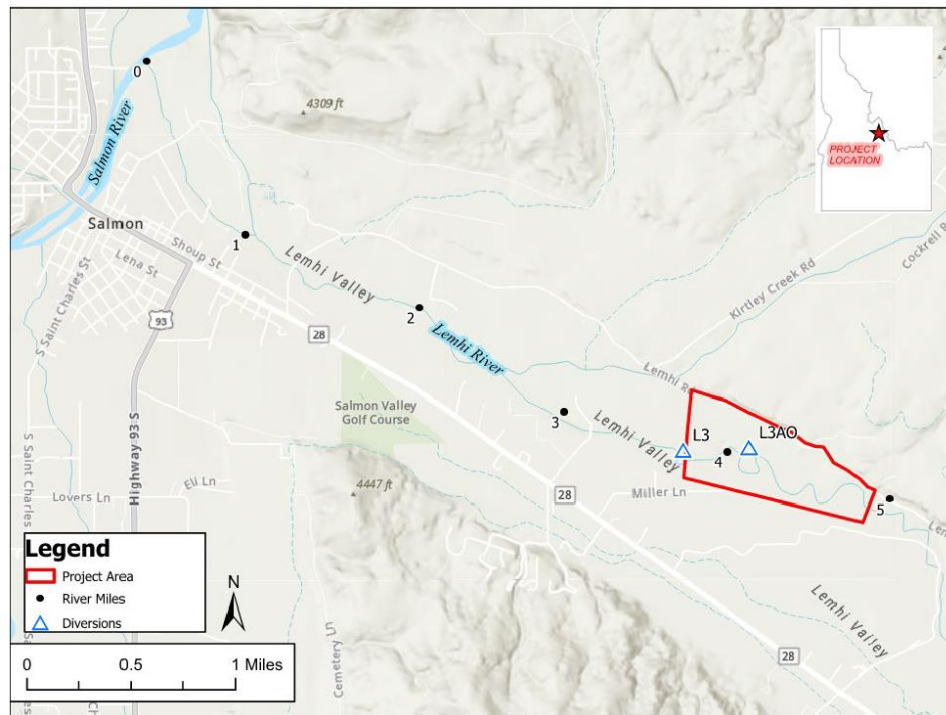 4309 ft
PROJECT
LOCATION
0
Salmon River
Salmon
Shoup St
Lena St
S Saint Charles St
1
Lemhi Valley
2
Lemhi River
Kirtley Creek Rd
93
28
Highway 93 S
Salmon Valley
Golf Course
3
Lemhi Valley
L3
4
L3AO
5
Miller Ln
28
4447 ft
Lovers Ln
Ell Ln
S Saint Charles
Cemetery Ln
Lemhi Valley
28
Legend
Project Area
River Miles
Diversions
N
0 0.5 1 Miles